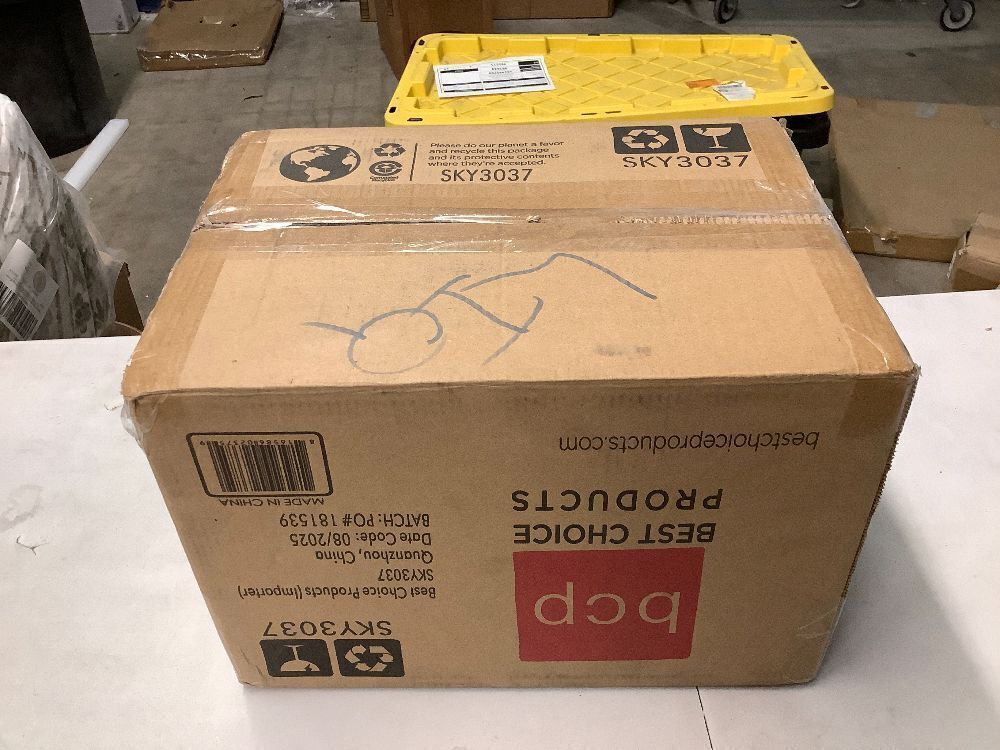 Please do our planet a favor
and recycle this package
and its protective contents
where they're accepted.
SKY3037
SKY3037
bestchoiceproducts.com
BEST CHOICE
PRODUCTS
bcp
SKY3037
Best Choice Products (Importer)
SKY3037
Quanzhou, China
Date Code: 08/2025
BATCH: PO# 181539
MADE IN CHINA